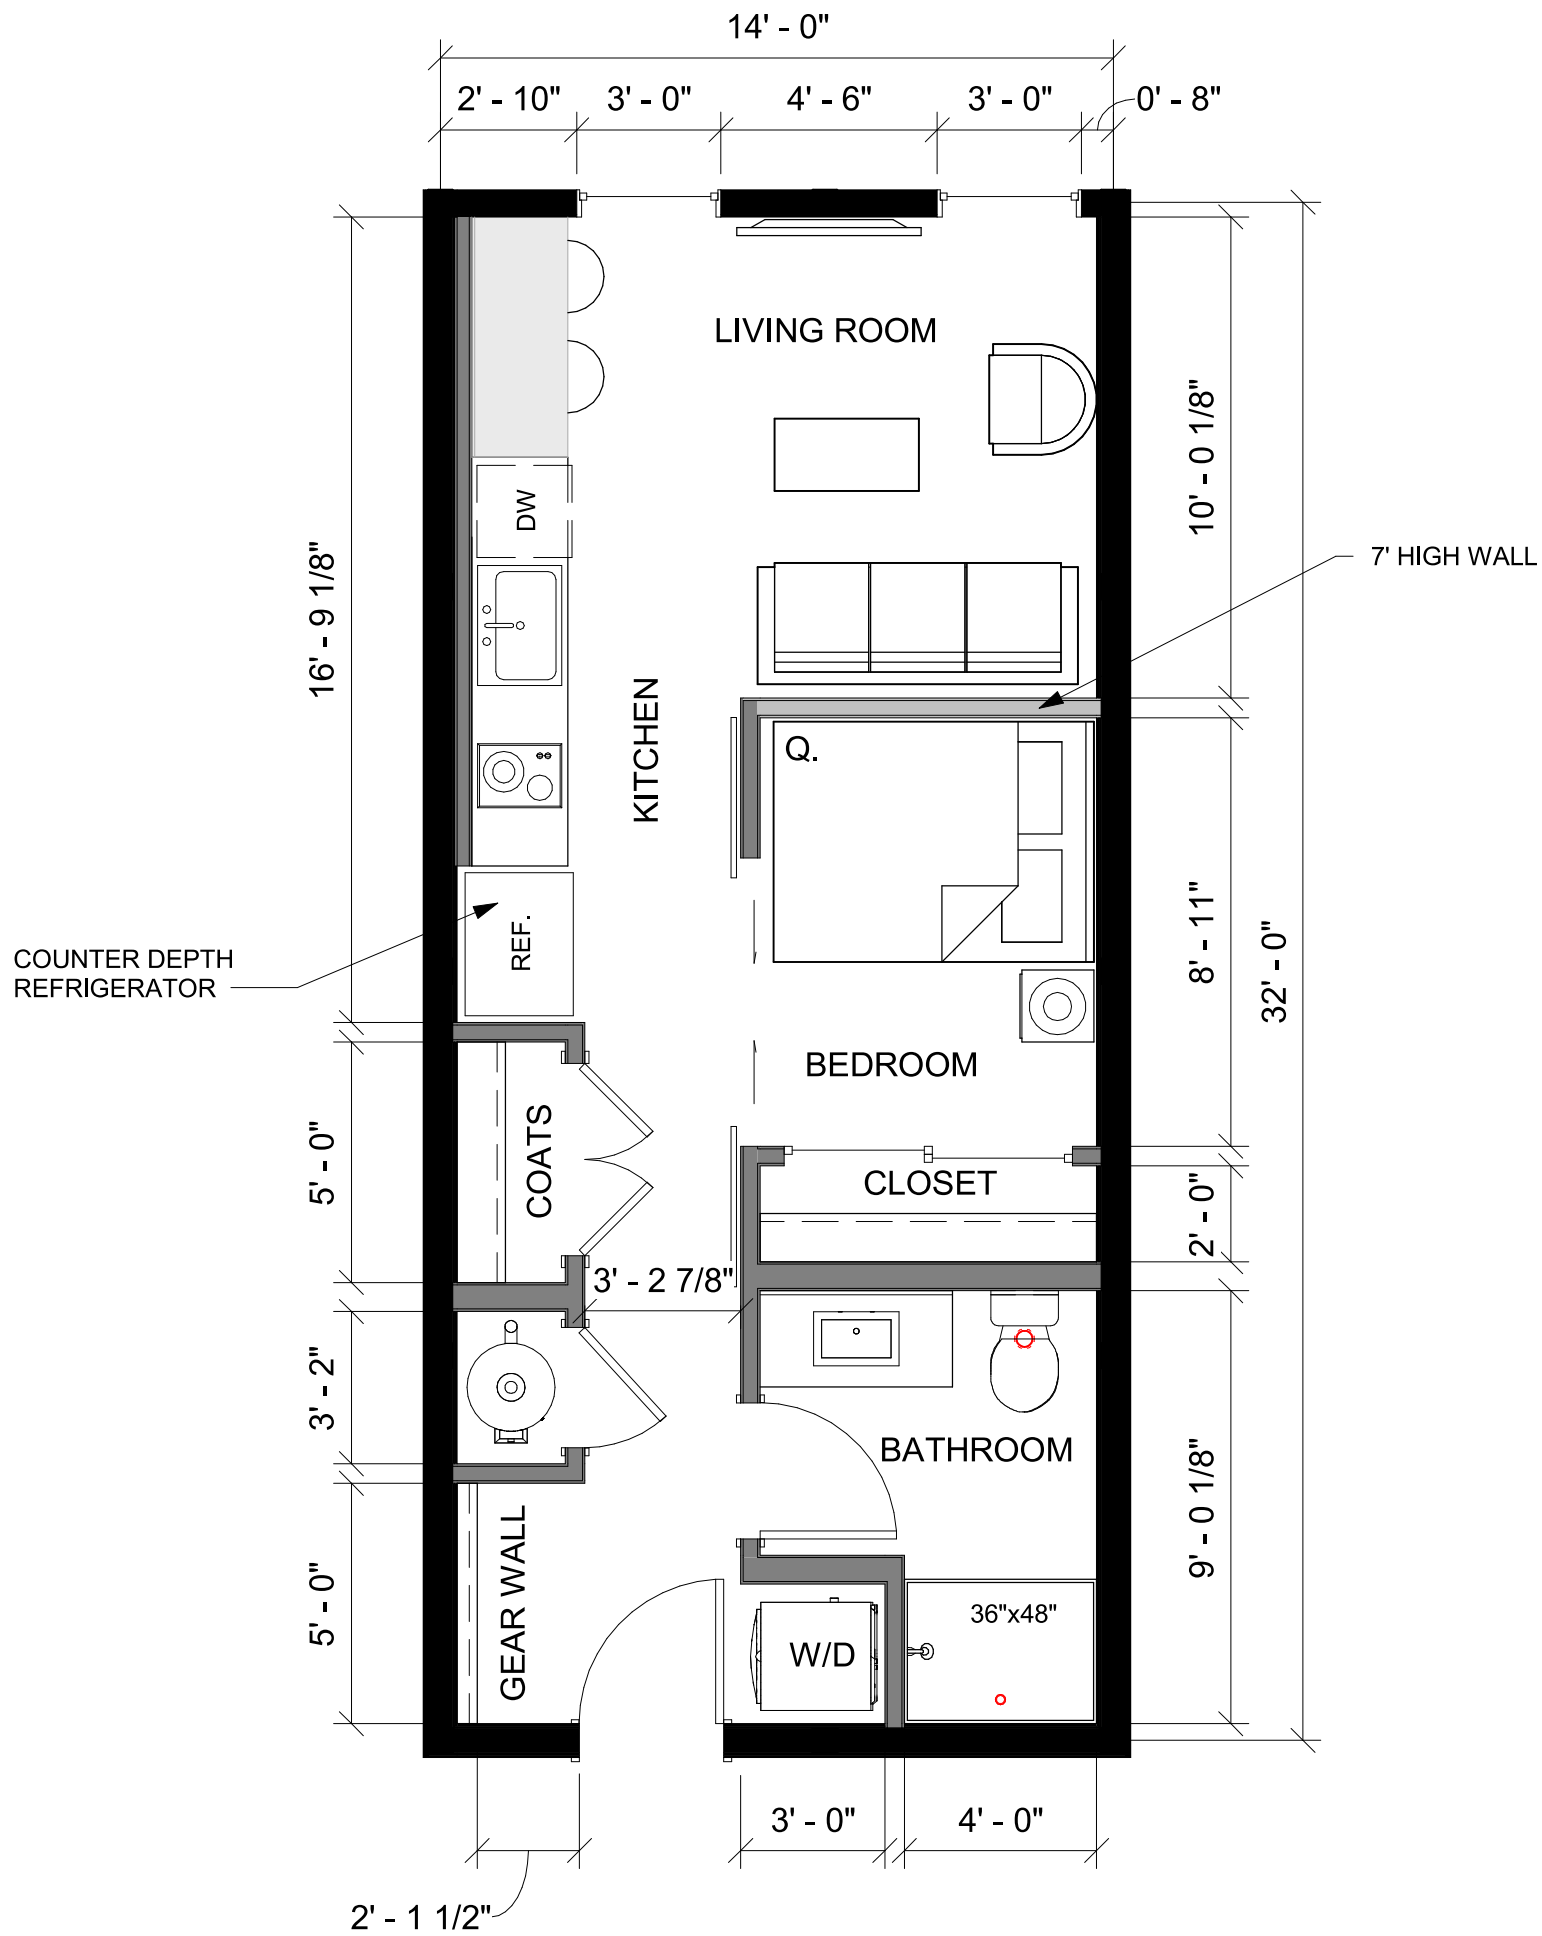 14' - 0"
2' - 10"
3' - 0"
4' - 6"
3' - 0"
0' - 8"
LIVING ROOM
10' - 0 1/8"
DW
7' HIGH WALL
16' - 9 1/8"
KITCHEN
Q.
8' - 11"
32' - 0"
REF.
COUNTER DEPTH
REFRIGERATOR
BEDROOM
COATS
5' - 0"
CLOSET
2' - 0"
3' - 2 7/8"
3' - 2"
BATHROOM
9' - 0 1/8"
GEAR WALL
5' - 0"
36"x48"
W/D
3' - 0"
4' - 0"
2' - 1 1/2"